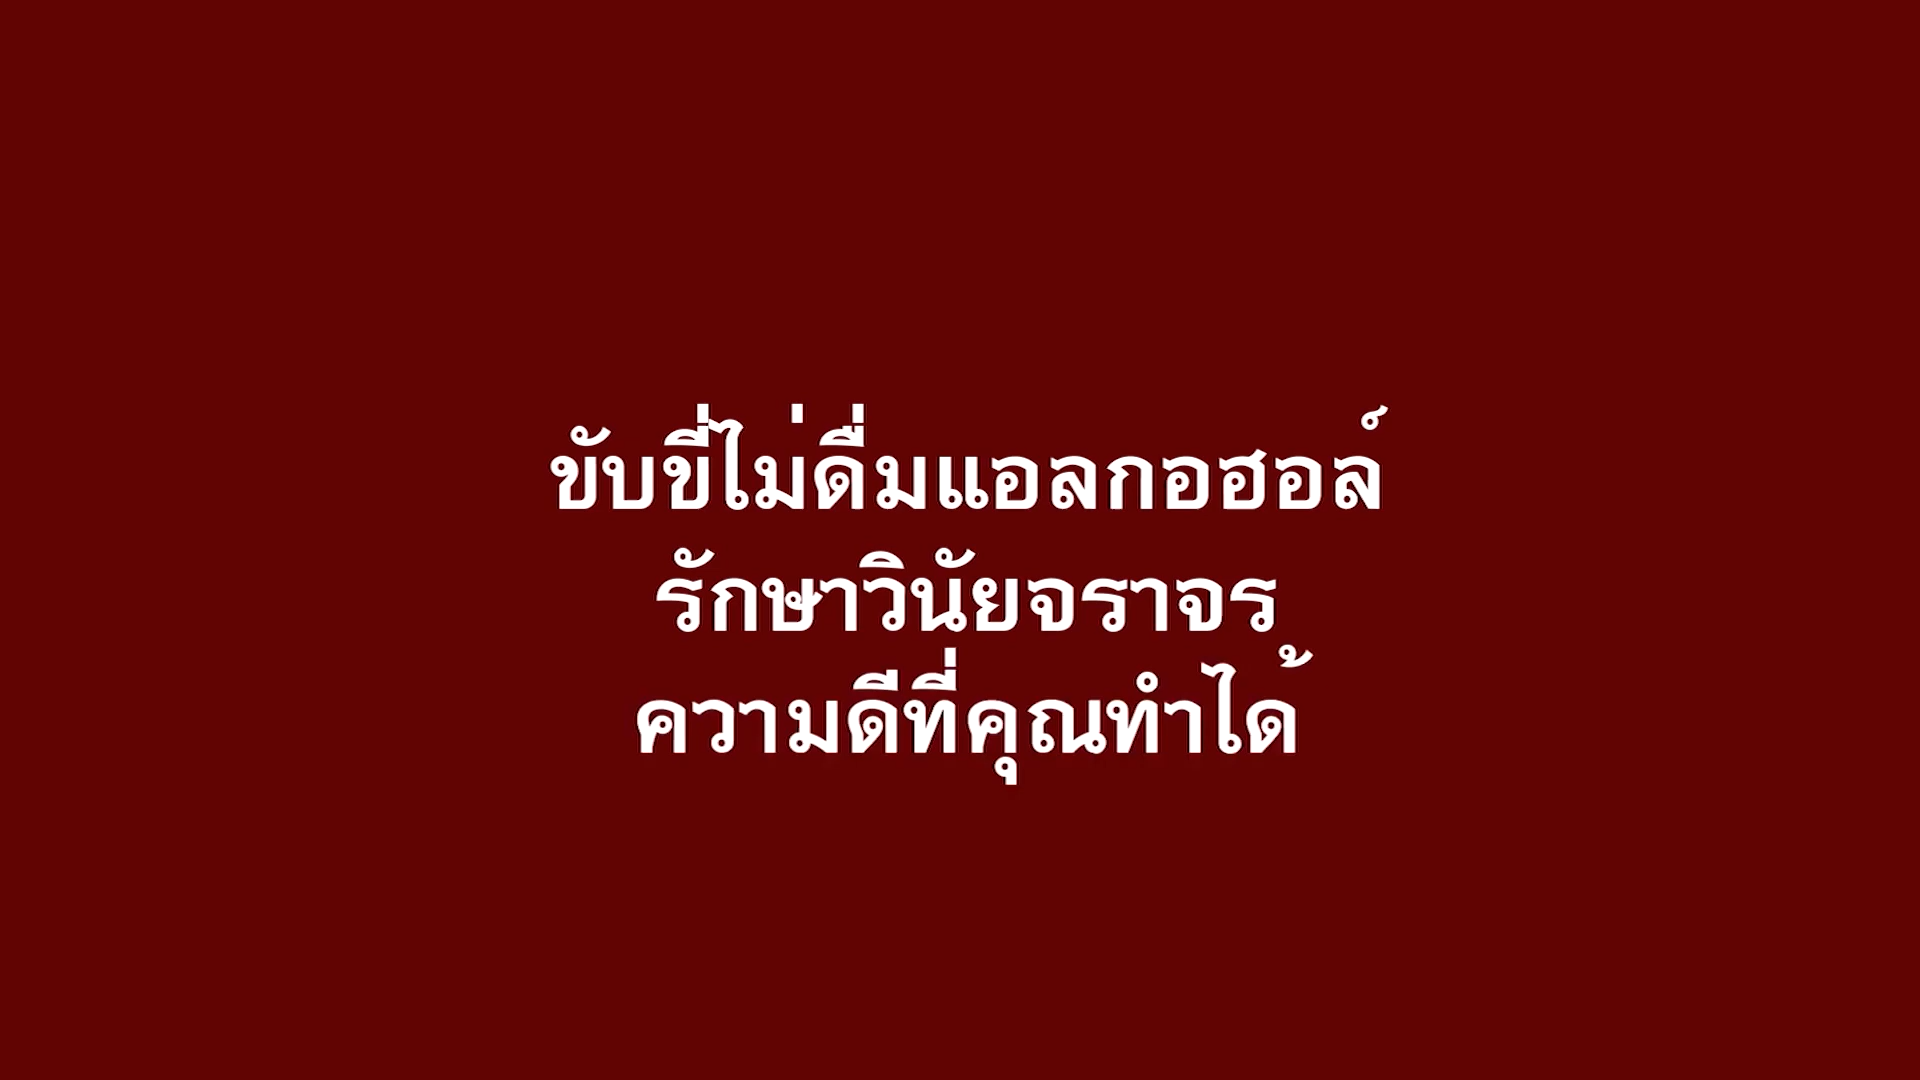 ขับขี่ไม่ดื่มแอลกอฮอล์
รักษาวินัยจราจร
ความดีที่คุณทำได้